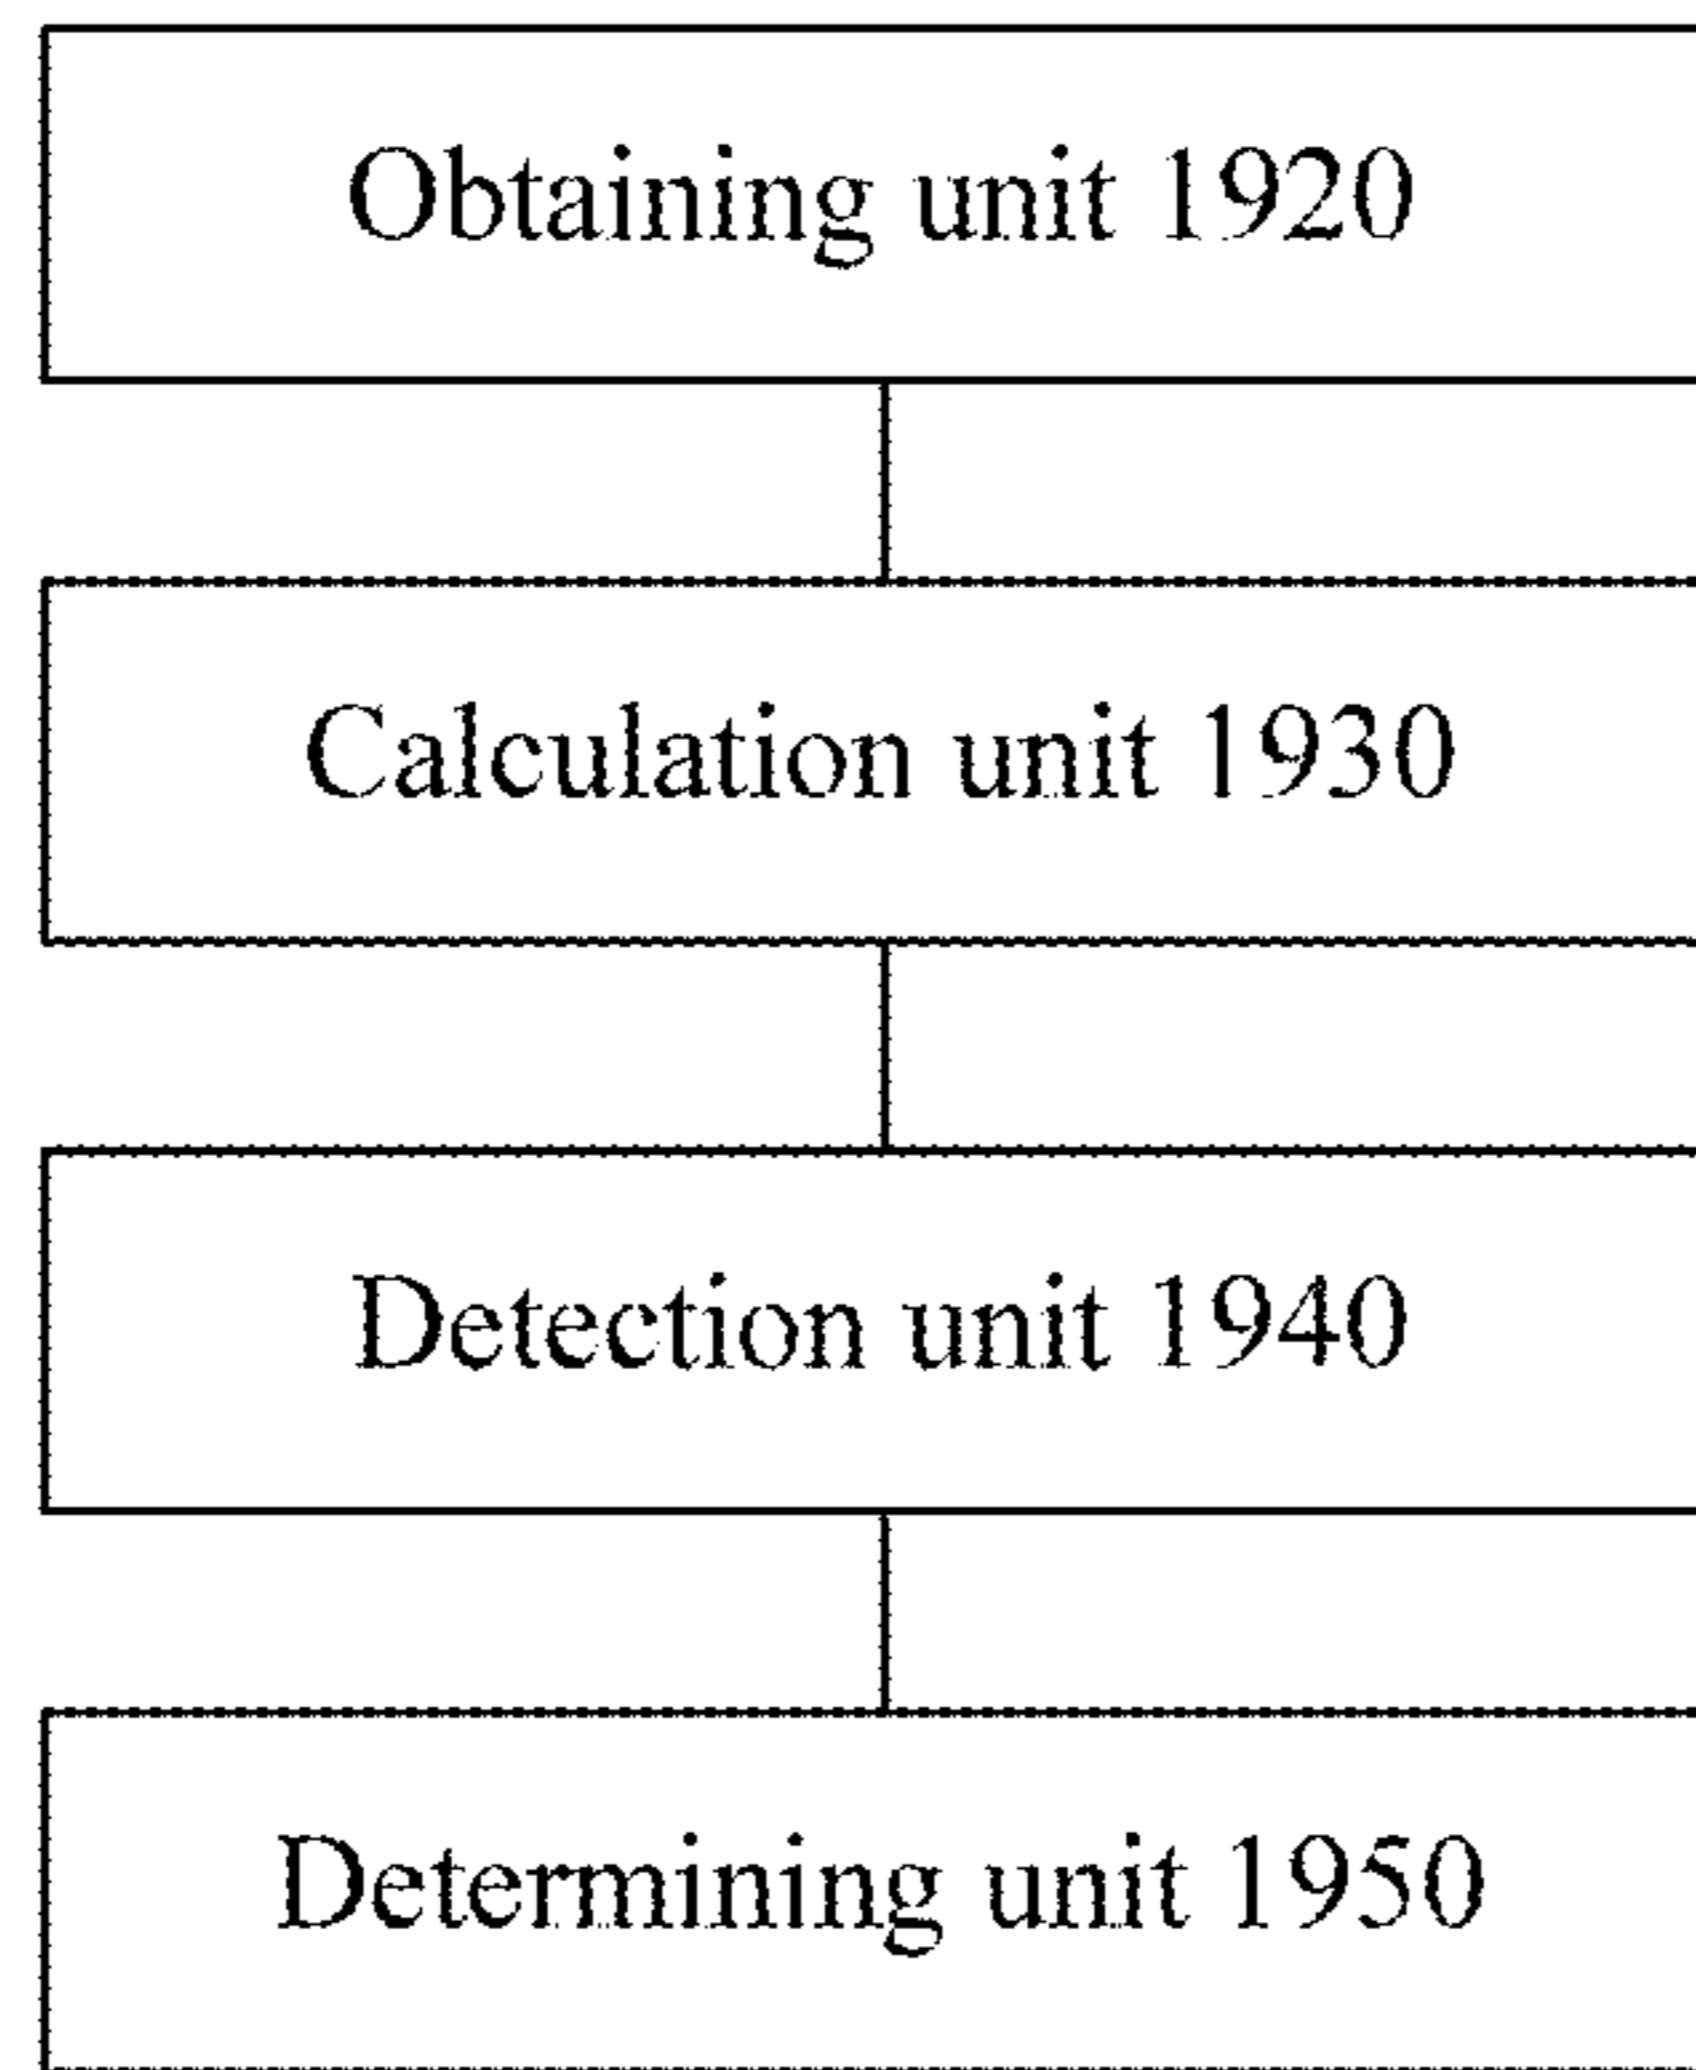 Obtaining unit 1920
Calculation unit 1930
Detection unit 1940
Determining unit 1950